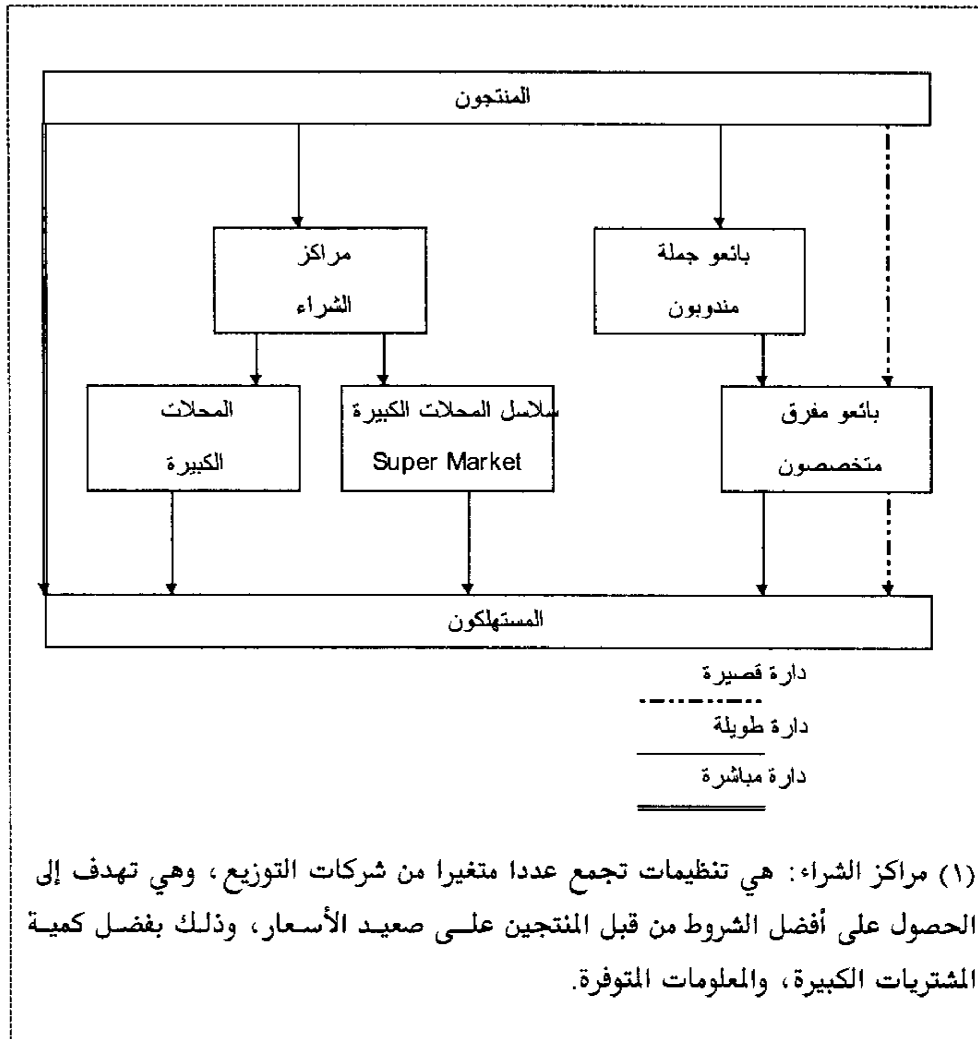 المنتجون
بائعو جملة
مندوبون
مراكز
الشراء
بائعو مفرق
متخصصون
سلاسل المحلات الكبيرة
Super Market
المحلات
الكبيرة
المستهلكون
دارة قصيرة
دارة طويلة
دارة مباشرة
(١) مراكز الشراء: هي تنظيمات تجمع عددا متغيرا من شركات التوزيع، وهي تهدف إلى
الحصول على أفضل الشروط من قبل المنتجين على صعيد الأسعار، وذلك بفضل كمية
المشتريات الكبيرة، والمعلومات المتوفرة.